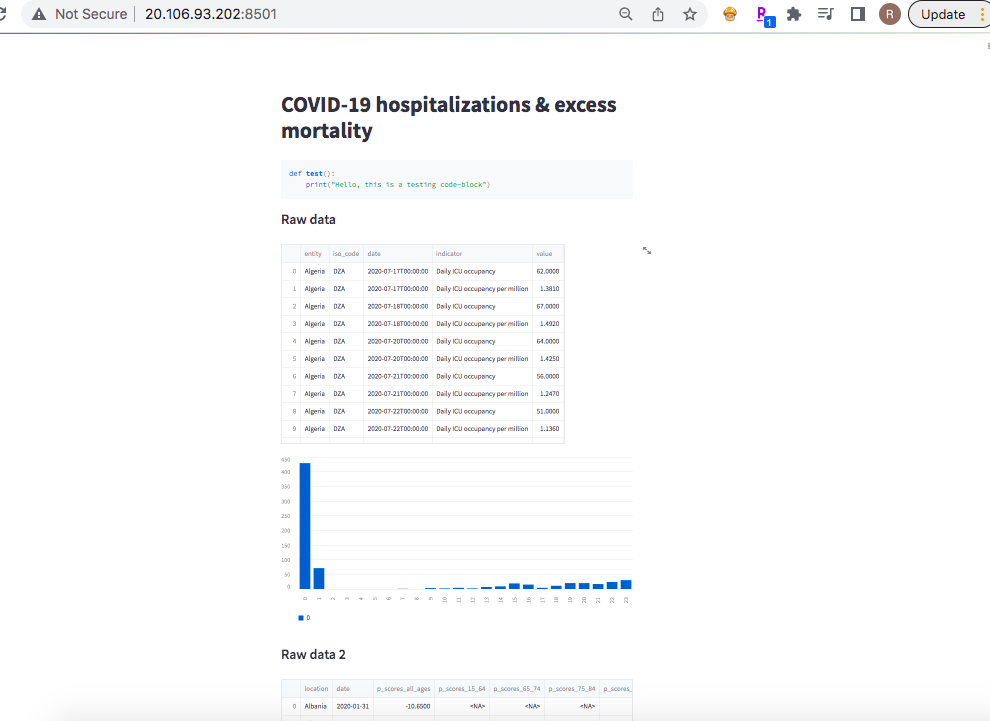 Not Secure 20.106.93.202:8501
1
R
Update
COVID-19 hospitalizations & excess
mortality
def test():
print("Hello, this is a testing code-block")
Raw data
entity iso_code date indicator value
0 Algeria DZA 2020-07-17T00:00:00 Daily ICU occupancy 62.0000
1 Algeria DZA 2020-07-17T00:00:00 Daily ICU occupancy per million 1.3810
2 Algeria DZA 2020-07-18T00:00:00 Daily ICU occupancy 67.0000
3 Algeria DZA 2020-07-18T00:00:00 Daily ICU occupancy per million 1.4920
4 Algeria DZA 2020-07-20T00:00:00 Daily ICU occupancy 64.0000
5 Algeria DZA 2020-07-20T00:00:00 Daily ICU occupancy per million 1.4250
6 Algeria DZA 2020-07-21T00:00:00 Daily ICU occupancy 56.0000
7 Algeria DZA 2020-07-21T00:00:00 Daily ICU occupancy per million 1.2470
8 Algeria DZA 2020-07-22T00:00:00 Daily ICU occupancy 51.0000
9 Algeria DZA 2020-07-22T00:00:00 Daily ICU occupancy per million 1.1360
450
400
350
300
250
200
150
100
50
0
0 1 2 3 4 5 6 7 8 9 10 11 12 13 14 15 16 17 18 19 20 21 22 23
0
Raw data 2
location date p_scores_all_ages p_scores_15_64 p_scores_65_74 p_scores_75_84 p_scores_
0 Albania 2020-01-31 -10.6500 <NA> <NA> <NA>